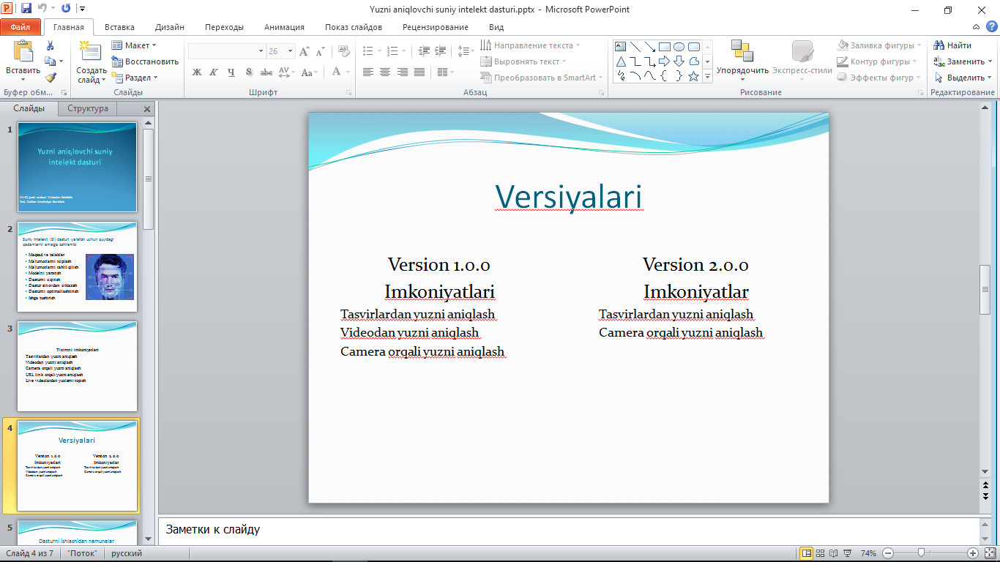 Yuzni aniqlovchi suniy intelekt dasturi.pptx - Microsoft PowerPoint
Файл Главная Вставка Дизайн Переходы Анимация Показ слайдов Рецензирование Вид
Вставить
Буфер обм...
Создать слайд
Макет
Восстановить
Раздел
Слайды
26
Ж К Ч S abc AV Aa A
Шрифт
Направление текста
Выровнять текст
Преобразовать в SmartArt
Абзац
Упорядочить
Экспресс-стили
Заливка фигуры
Контур фигуры
Эффекты фигур
Рисование
Найти
Заменить
Выделить
Редактирование
Слайды Структура
1
Yuzni aniqlovchi suniy
intelekt dasturi
2
Suniy intellekt (SI) dasturi yaratish uchun quyidagi
qadamlarni amalga oshiramiz:
Maqsad va talablar
Ma'lumotlarni to'plash
Ma'lumotlarni tahlil qilish
Modelni yaratish
Dasturni o'qitish
Dastur sinovdan o'tkazish
Dasturni optimallashtirish
Ishga tushirish
3
Tizimni imkoniyatlari
Tasvirlardan yuzni aniqlash
Videodan yuzni aniqlash
Camera orqali yuzni aniqlash
URL link orqali yuzni aniqlash
Live videolardan yuzlarni topish
4
Versiyalari
Version 1.0.0
Imkoniyatlari
Tasvirlardan yuzni aniqlash
Videodan yuzni aniqlash
Camera orqali yuzni aniqlash
Version 2.0.0
Imkoniyatlar
Tasvirlardan yuzni aniqlash
Camera orqali yuzni aniqlash
5
Dasturni ishlashidan namunalar
Versiyalari
Version 1.0.0
Imkoniyatlari
Tasvirlardan yuzni aniqlash
Videodan yuzni aniqlash
Camera orqali yuzni aniqlash
Version 2.0.0
Imkoniyatlar
Tasvirlardan yuzni aniqlash
Camera orqali yuzni aniqlash
Заметки к слайду
Слайд 4 из 7 "Поток" русский 74%